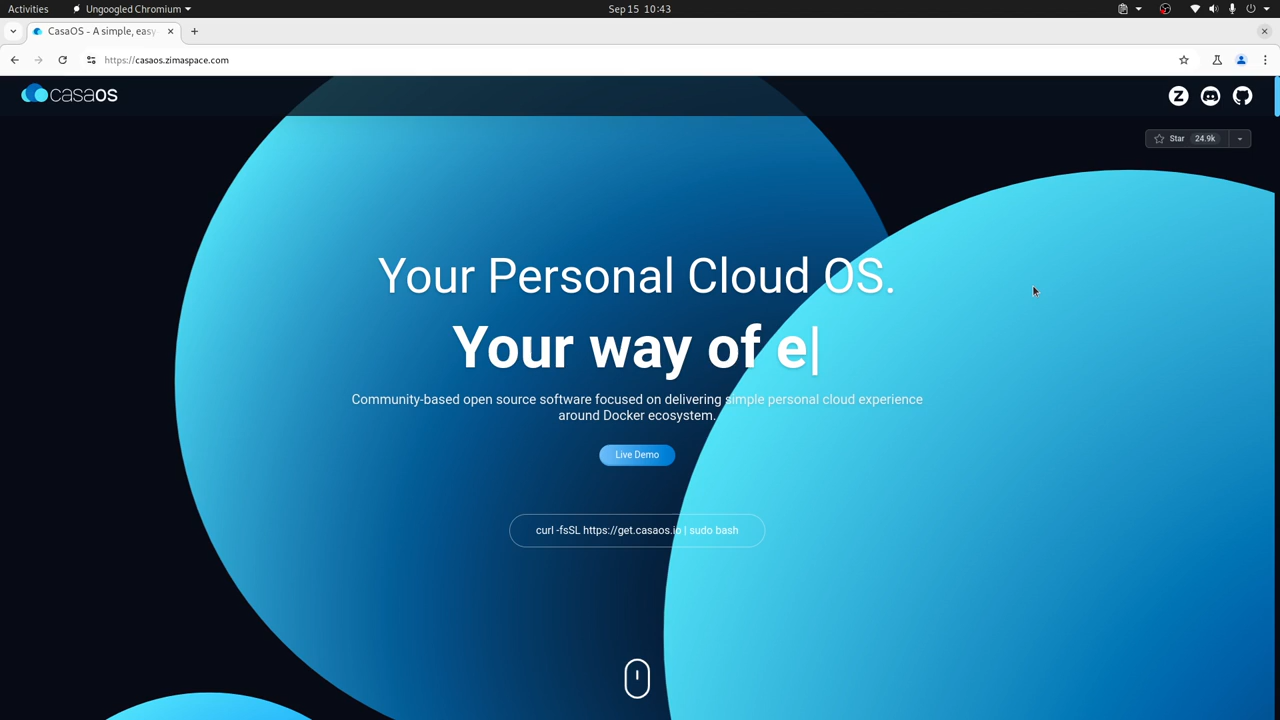 Activities
Ungoogled Chromium
Sep 15 10:43
CasaOS - A simple, easy
https://casaos.zimaspace.com
casaOS
Z
Star 24.9k
Your Personal Cloud OS.
Your way of e|
Community-based open source software focused on delivering simple personal cloud experience
around Docker ecosystem.
Live Demo
curl -fsSL https://get.casaos.io | sudo bash